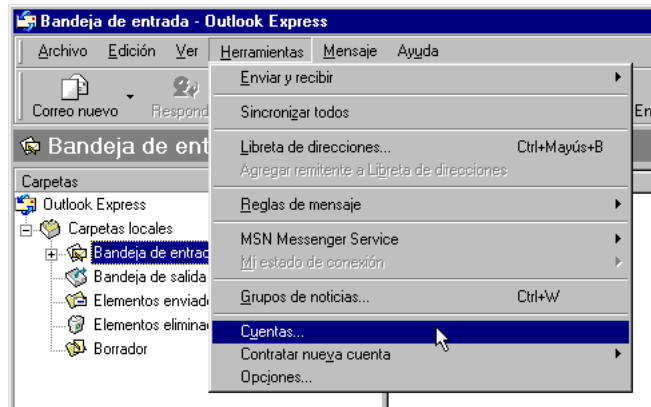 Bandeja de entrada - Outlook Express
Archivo Edición Ver Herramientas Mensaje Ayuda
Correo nuevo
Respond
En
Bandeja de ent
Carpetas
Outlook Express
Carpetas locales
Bandeja de entrad
Bandeja de salida
Elementos enviad
Elementos elimina
Borrador
Enviar y recibir
Sincronizar todos
Libreta de direcciones... Ctrl+Mayús+B
Agregar remitente a Libreta de direcciones
Reglas de mensaje
MSN Messenger Service
Mi estado de conexión
Grupos de noticias... Ctrl+W
Cuentas...
Contratar nueva cuenta
Opciones...